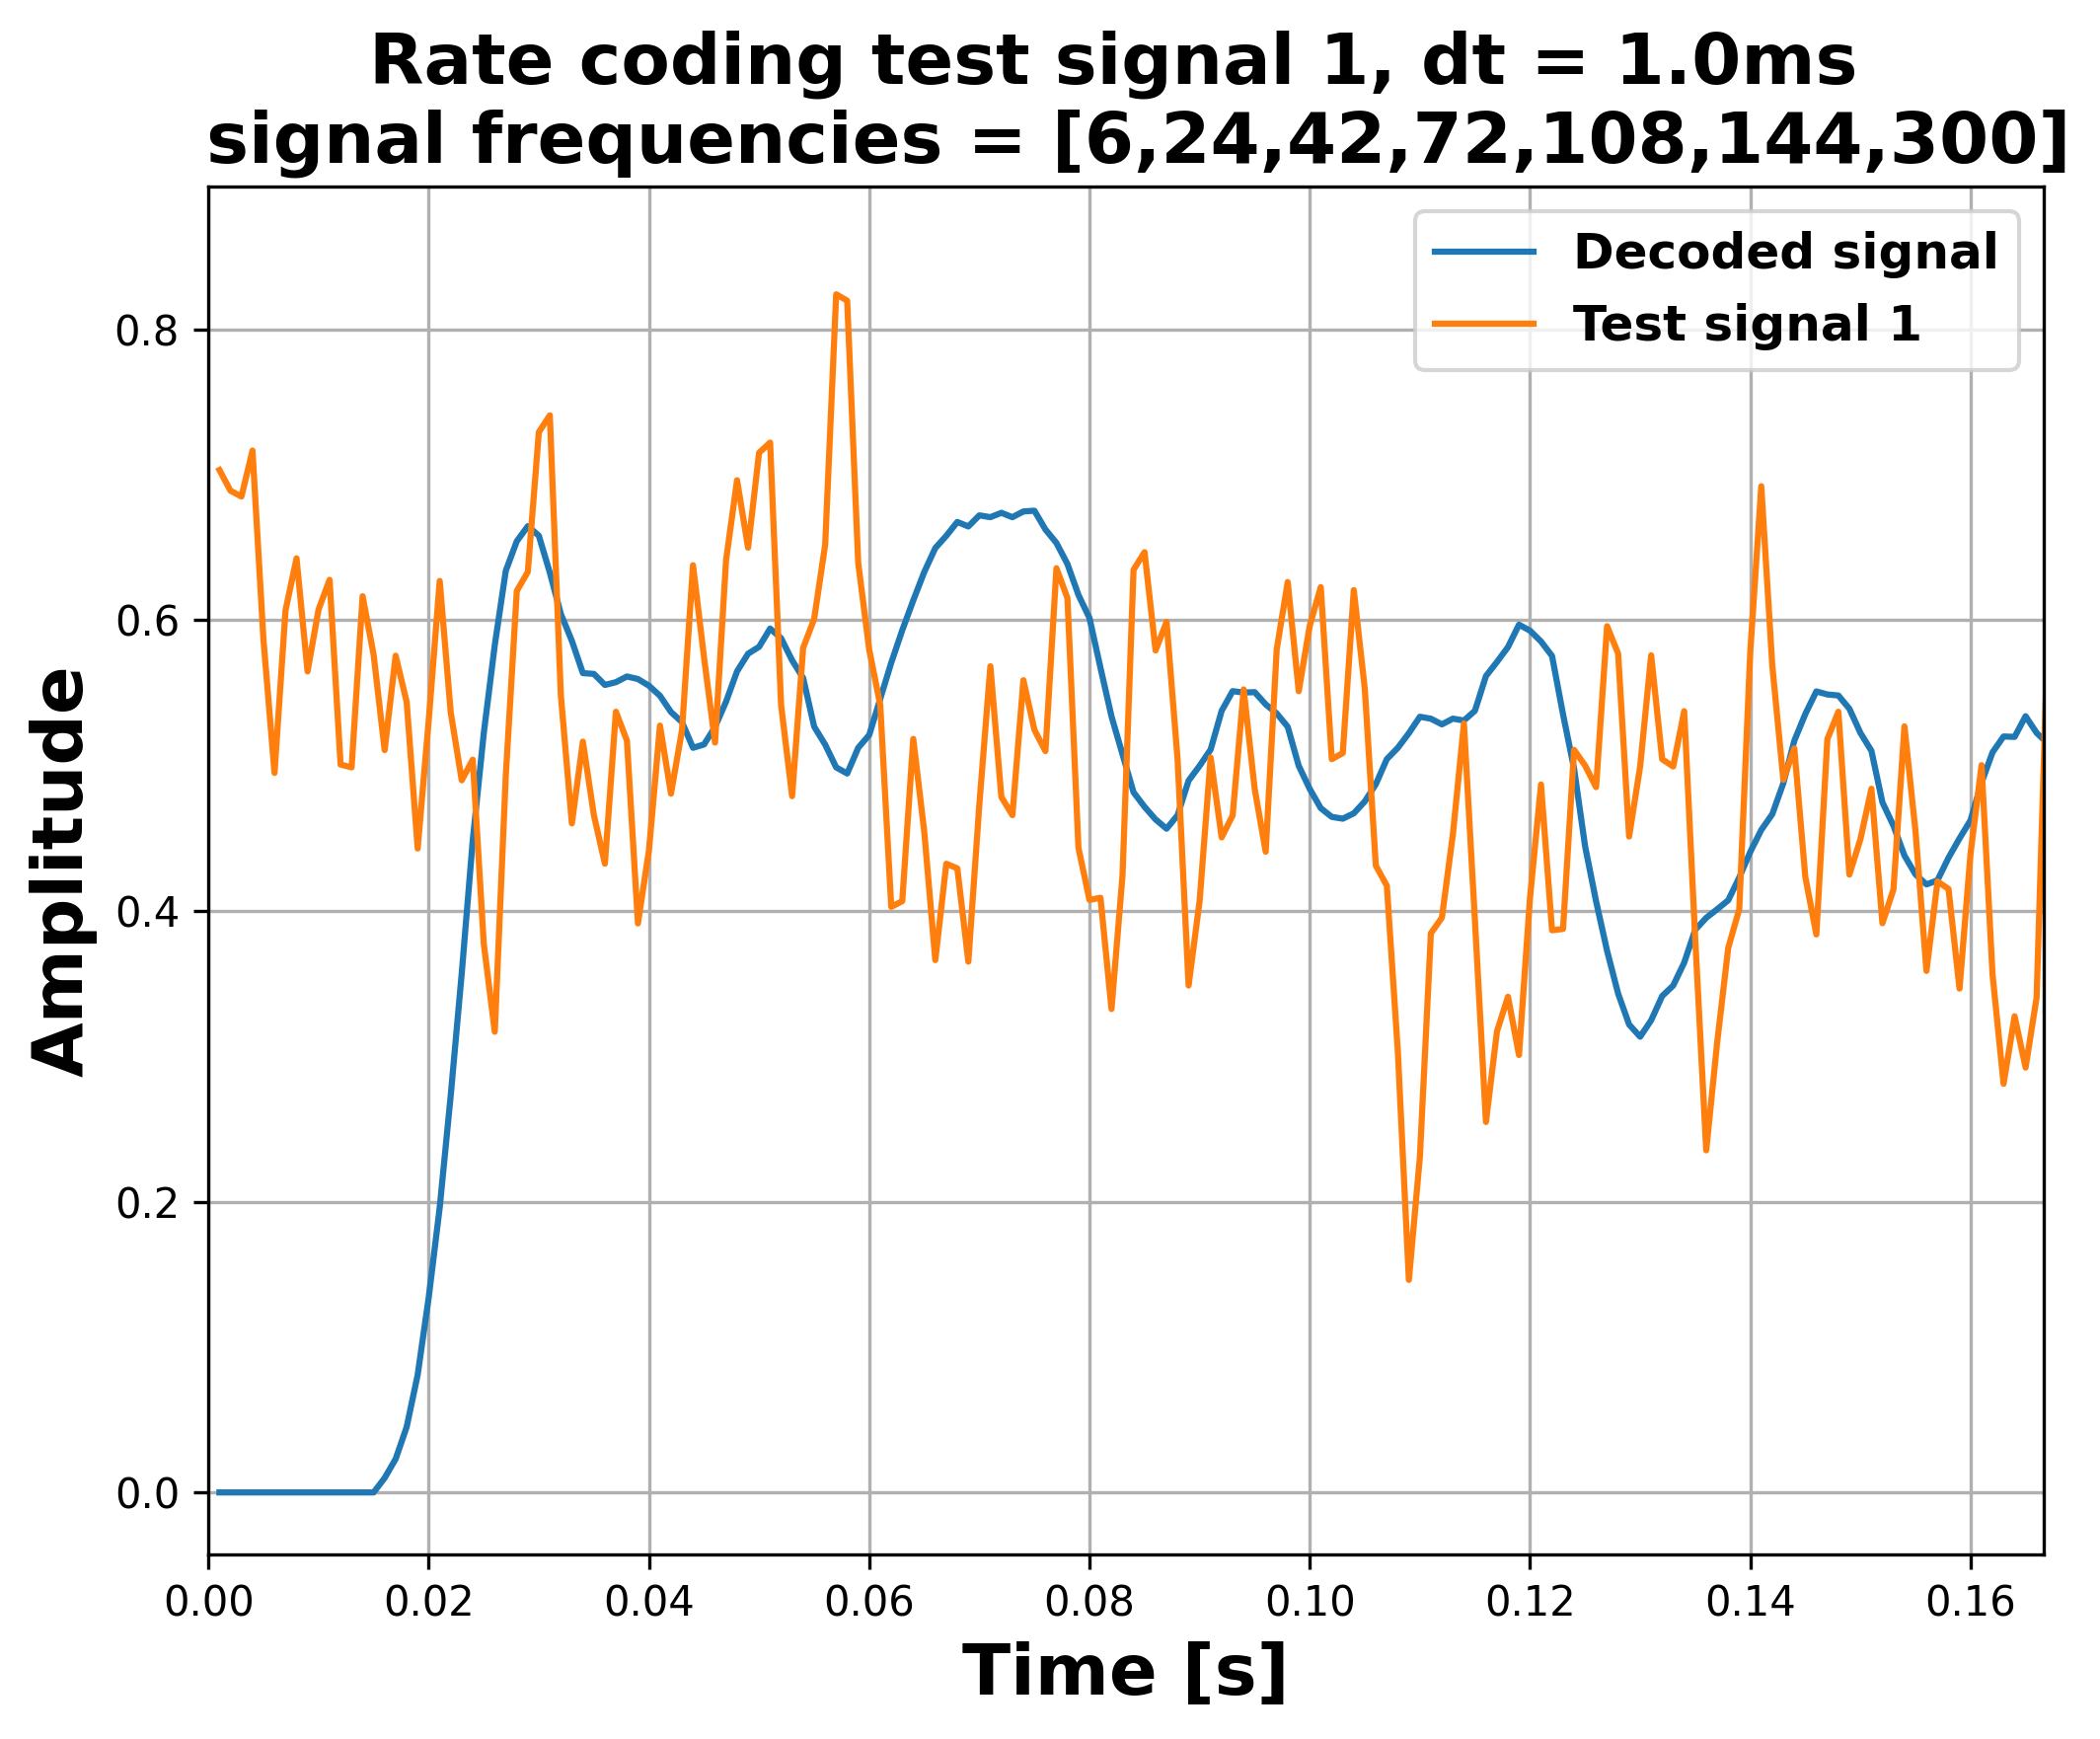 Rate coding test signal 1, dt = 1.0ms
signal frequencies = [6,24,42,72,108,144,300]
Decoded signal
Test signal 1
Amplitude
0.8
0.6
0.4
0.2
0.0
0.00 0.02 0.04 0.06 0.08 0.10 0.12 0.14 0.16
Time [s]